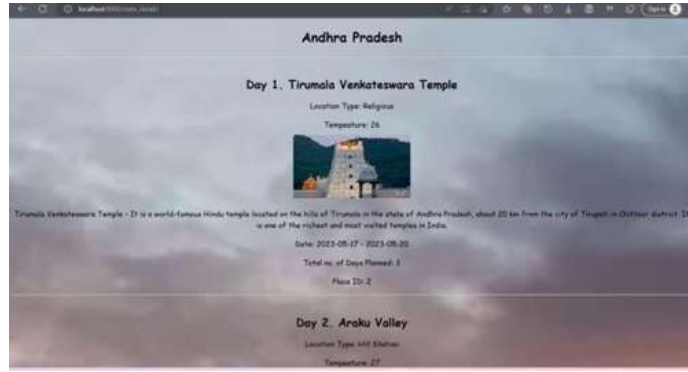 localhost
Andhra Pradesh
Day 1. Tirumala Venkateswara Temple
Location Type: Religious
Tempeature: 26
Tirumala Venkateswara Temple - It is a world-famous Hindu temple located on the hills of Tirumala in the state of Andhra Pradesh, about 20 km from the city of Tirupati in Chittoor district. It
is one of the richest and most visited temples in India.
Date: 2023-05-17 - 2023-05-20
Total no. of Days Planned: 3
Place ID: 2
Day 2. Araku Valley
Location Type: Hill Station
Tempeature: 27